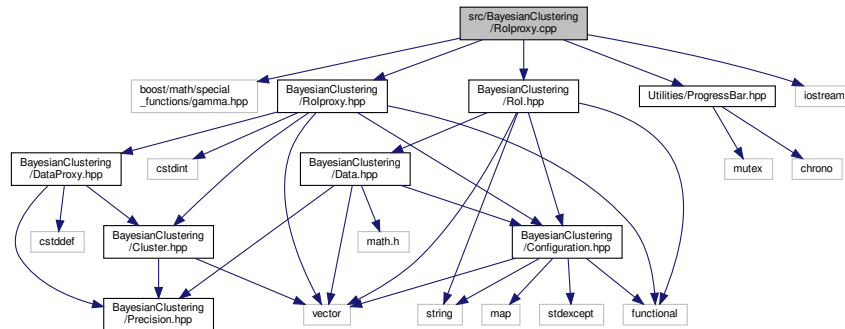 src/BayesianClustering
/RoIproxy.cpp
boost/math/special
_functions/gamma.hpp
BayesianClustering
/RoIproxy.hpp
BayesianClustering
/RoI.hpp
Utilities/ProgressBar.hpp
iostream
BayesianClustering
/DataProxy.hpp
cstdint
BayesianClustering
/Data.hpp
mutex
chrono
cstddef
BayesianClustering
/Cluster.hpp
math.h
BayesianClustering
/Configuration.hpp
BayesianClustering
/Precision.hpp
vector
string
map
stdexcept
functional